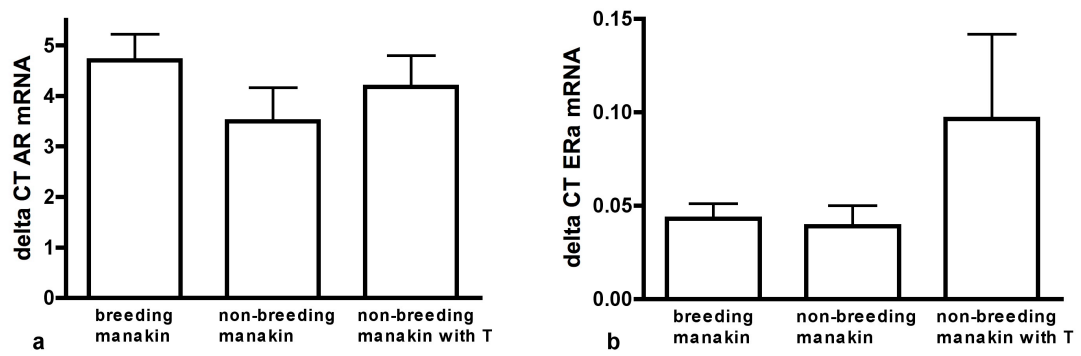 delta CT AR mRNA
5
4
3
2
1
0
breeding
manakin
non-breeding
manakin
non-breeding
manakin with T
a
delta CT ERa mRNA
0.15
0.10
0.05
0.00
breeding
manakin
non-breeding
manakin
non-breeding
manakin with T
b